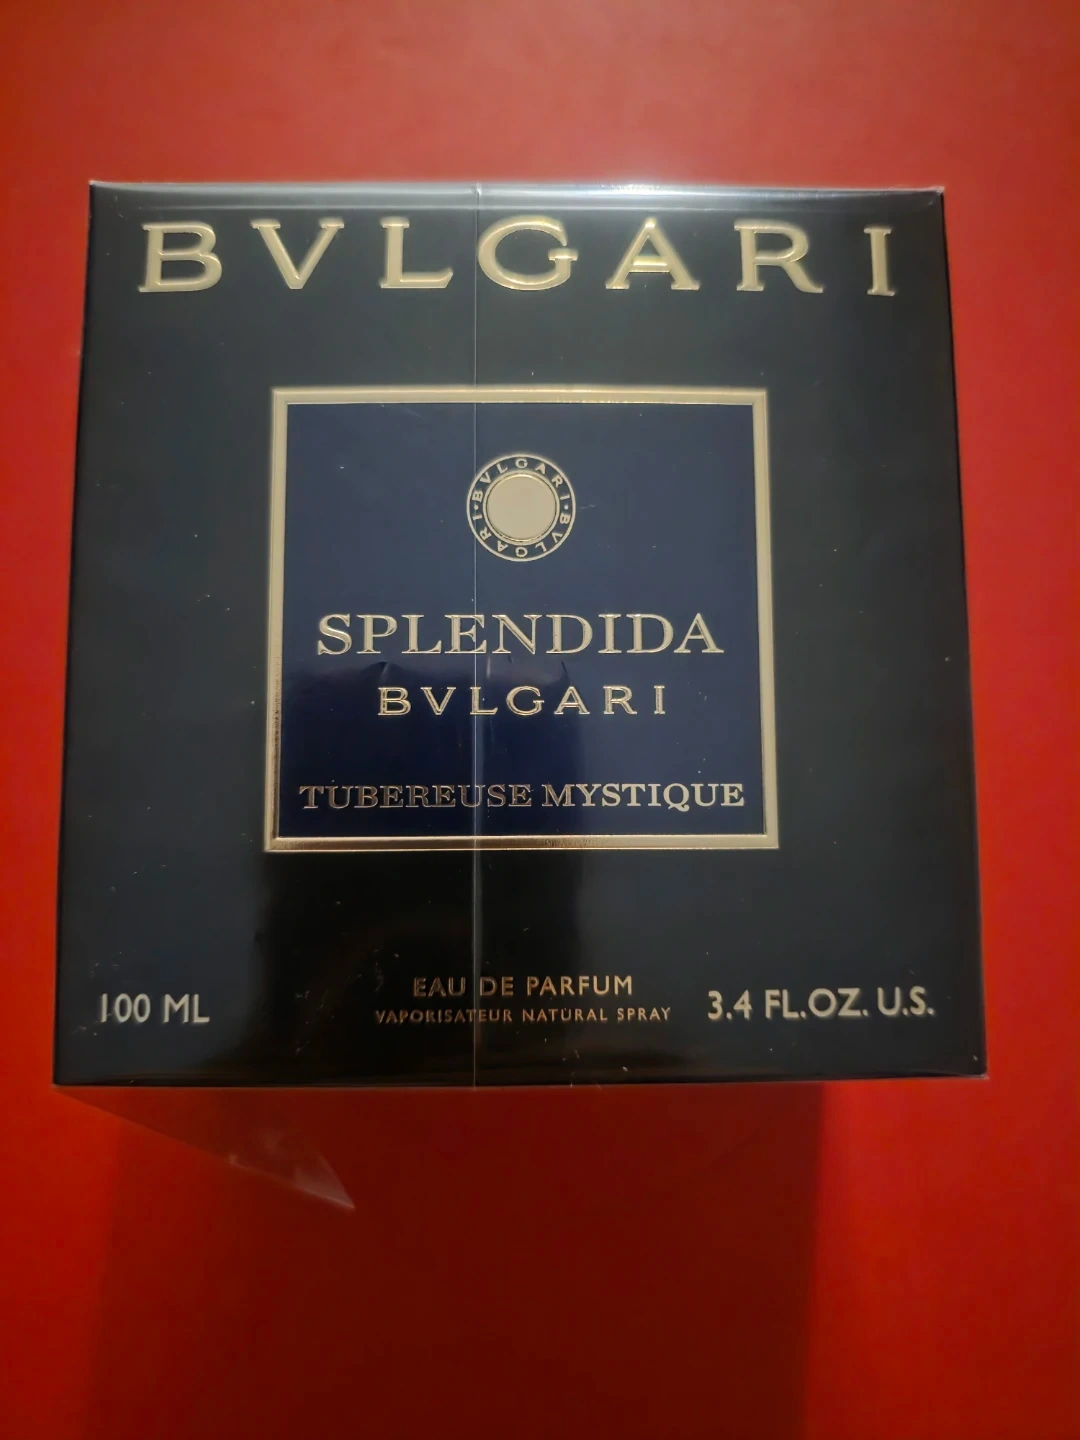 BVLGARI
BVLGARI · BVLGARI ·
SPLENDIDA
BVLGARI
TUBEREUSE MYSTIQUE
EAU DE PARFUM
100 ML
VAPORISATEUR NATURAL SPRAY
3.4 FL.OZ. U.S.